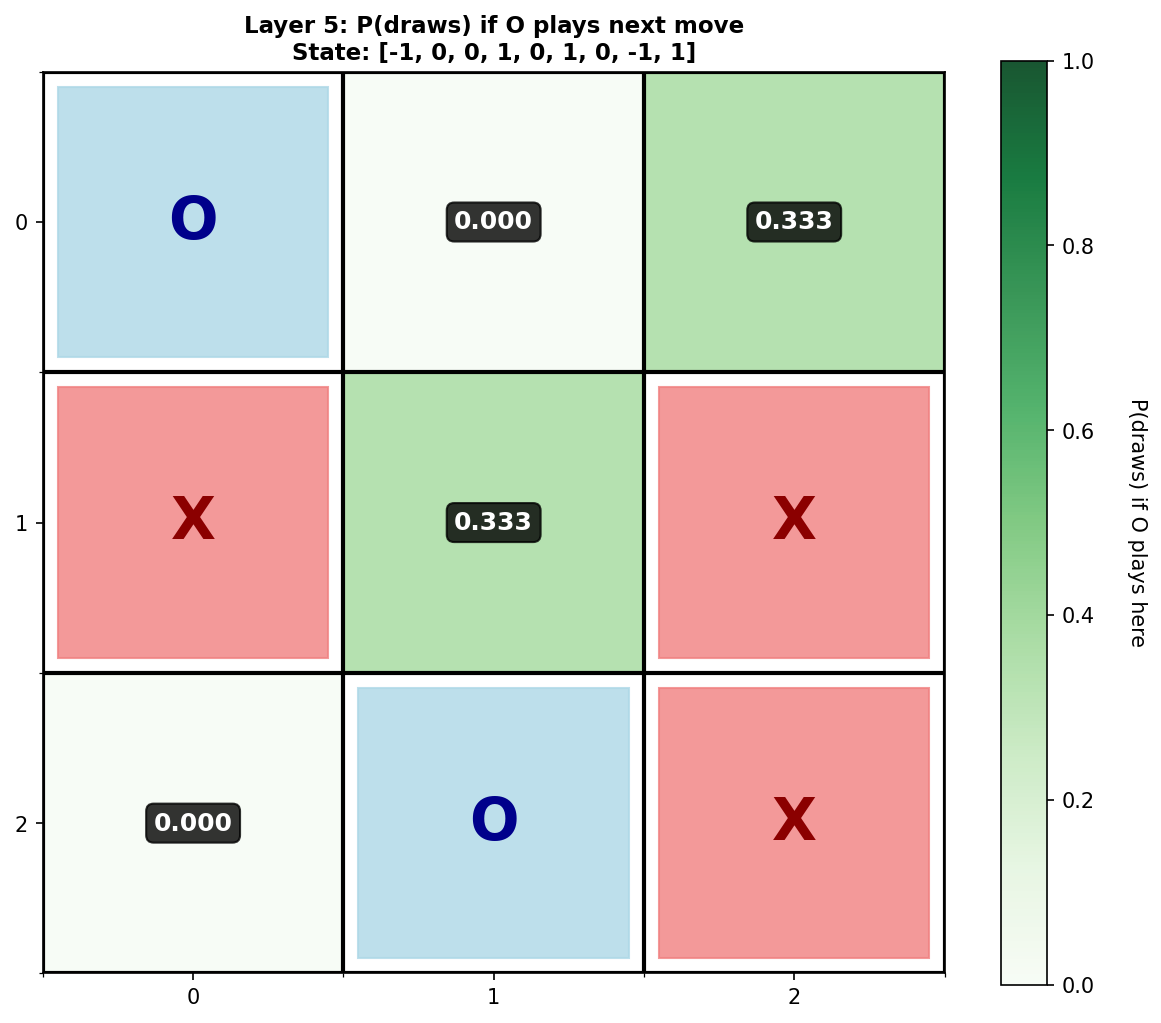 Layer 5: P(draws) if O plays next move
State: [-1, 0, 0, 1, 0, 1, 0, -1, 1]
0
O
0.000
0.333
1
X
0.333
X
2
0.000
O
X
0
1
2
1.0
0.8
0.6
0.4
0.2
0.0
P(draws) if O plays here